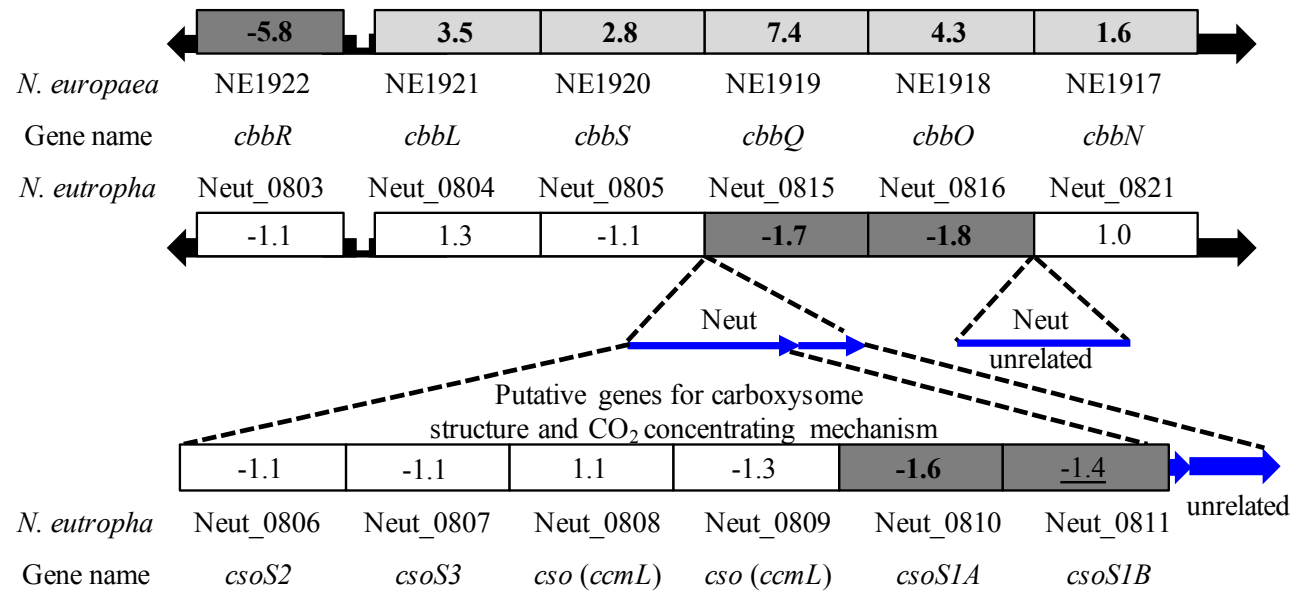 -5.8 3.5 2.8 7.4 4.3 1.6
N. europaea NE1922 NE1921 NE1920 NE1919 NE1918 NE1917
Gene name cbbR cbbL cbbS cbbQ cbbO cbbN
N. eutropha Neut_0803 Neut_0804 Neut_0805 Neut_0815 Neut_0816 Neut_0821
-1.1 1.3 -1.1 -1.7 -1.8 1.0
Neut Neut
unrelated
Putative genes for carboxysome
structure and CO2 concentrating mechanism
-1.1 -1.1 1.1 -1.3 -1.6 -1.4
unrelated
N. eutropha Neut_0806 Neut_0807 Neut_0808 Neut_0809 Neut_0810 Neut_0811
Gene name csoS2 csoS3 cso (ccmL) cso (ccmL) csoS1A csoS1B